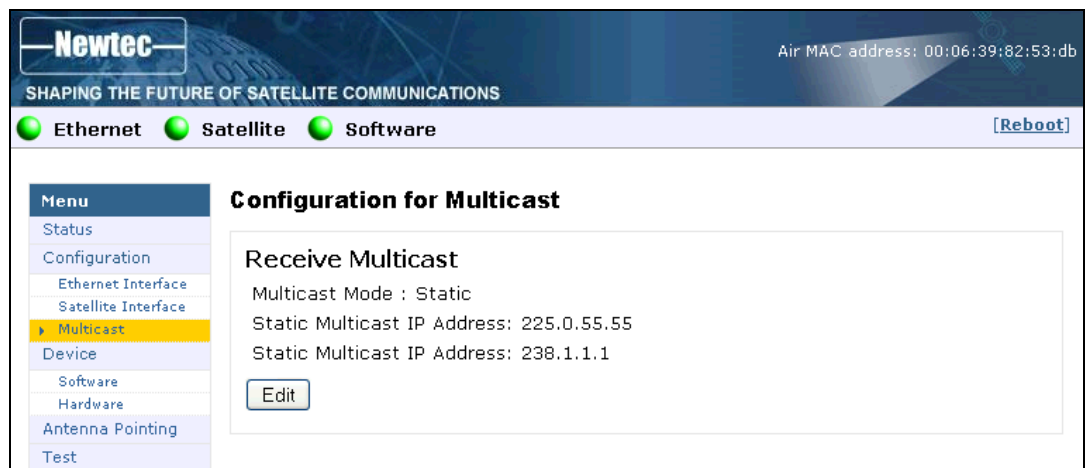 Newtec
Air MAC address: 00:06:39:82:53:db
SHAPING THE FUTURE OF SATELLITE COMMUNICATIONS
Ethernet Satellite Software [Reboot]
Menu
Status
Configuration
Ethernet Interface
Satellite Interface
Multicast
Device
Software
Hardware
Antenna Pointing
Test
Configuration for Multicast
Receive Multicast
Multicast Mode : Static
Static Multicast IP Address: 225.0.55.55
Static Multicast IP Address: 238.1.1.1
Edit